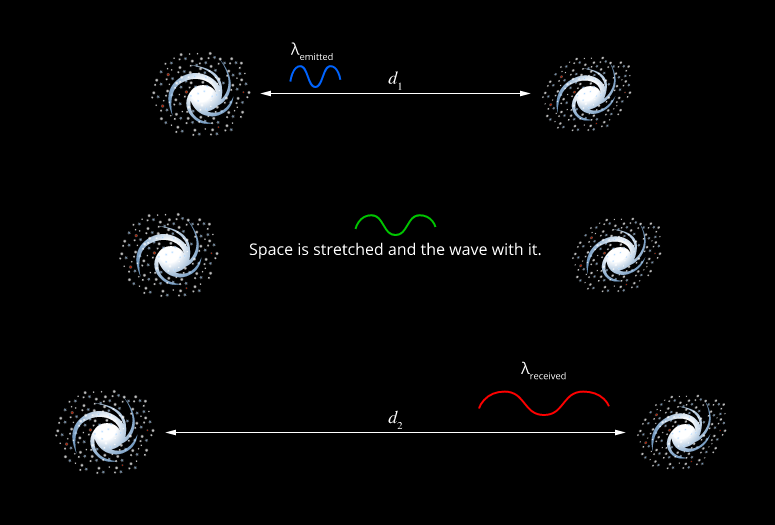 λemitted
d1
Space is stretched and the wave with it.
λreceived
d2